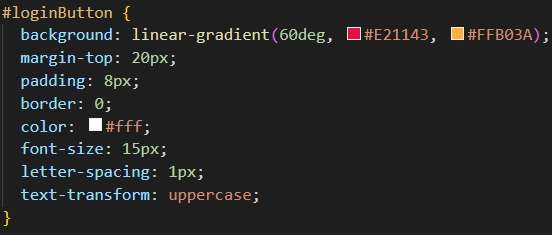 #loginButton {
background: linear-gradient(60deg, #E21143, #FFB03A);
margin-top: 20px;
padding: 8px;
border: 0;
color: #fff;
font-size: 15px;
letter-spacing: 1px;
text-transform: uppercase;
}